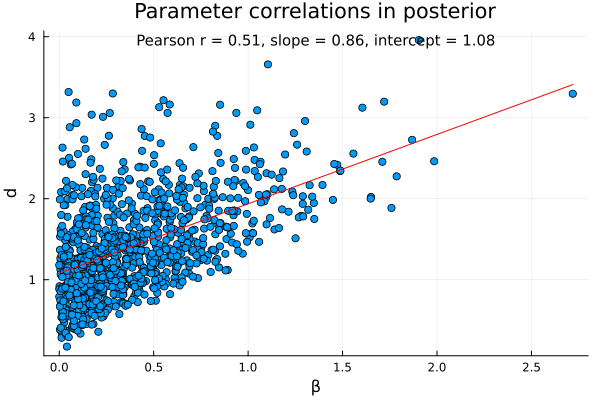 Parameter correlations in posterior
Pearson r = 0.51, slope = 0.86, intercept = 1.08
4
3
2
1
d
0.0 0.5 1.0 1.5 2.0 2.5
β